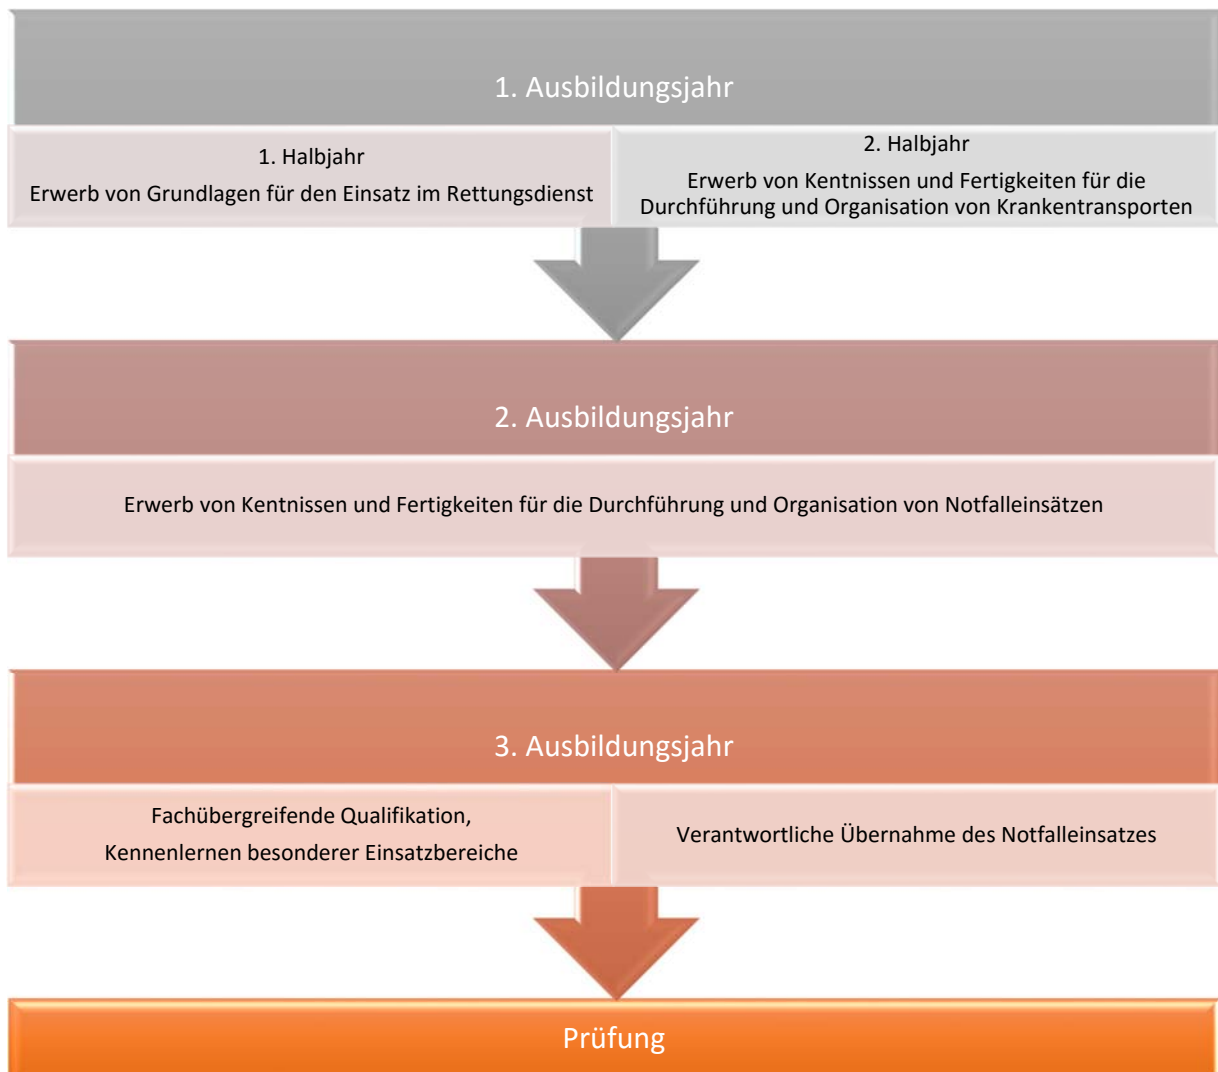 1. Ausbildungsjahr
1. Halbjahr
Erwerb von Grundlagen für den Einsatz im Rettungsdienst
2. Halbjahr
Erwerb von Kentnissen und Fertigkeiten für die
Durchführung und Organisation von Krankentransporten
2. Ausbildungsjahr
Erwerb von Kentnissen und Fertigkeiten für die Durchführung und Organisation von Notfalleinsätzen
3. Ausbildungsjahr
Fachübergreifende Qualifikation,
Kennenlernen besonderer Einsatzbereiche
Verantwortliche Übernahme des Notfalleinsatzes
Prüfung